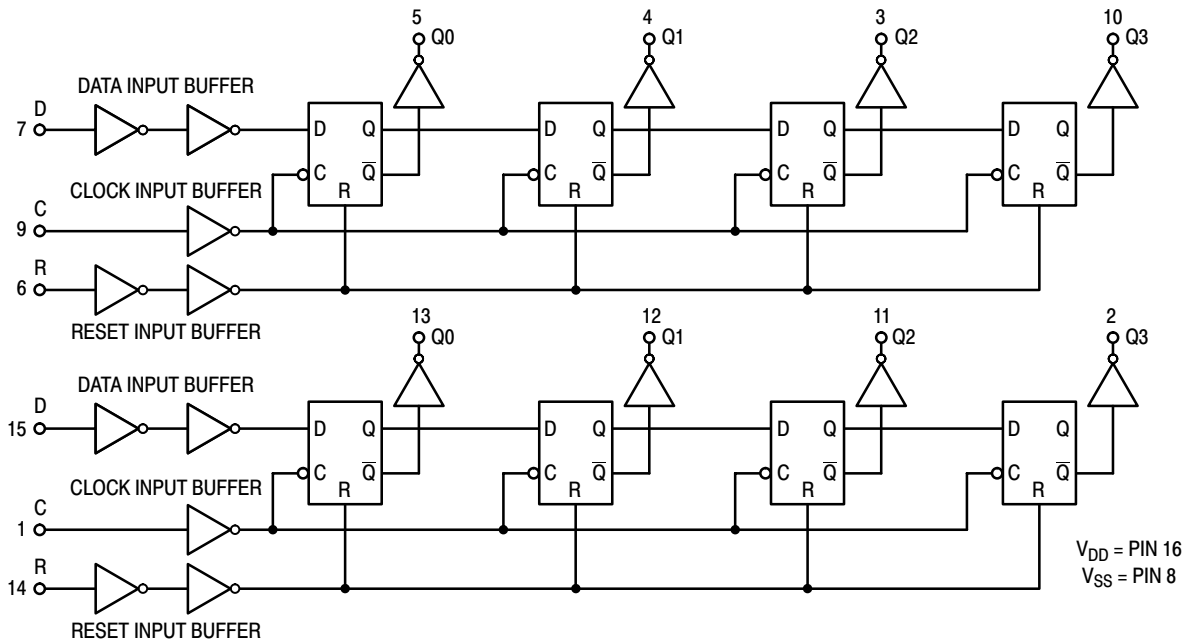 5 4 3 10
Q0 Q1 Q2 Q3
DATA INPUT BUFFER
D
7
D Q D Q D Q D Q
C Q̅ C Q̅ C Q̅ C Q̅
R R R R
CLOCK INPUT BUFFER
C
9
R
6
RESET INPUT BUFFER
13 12 11 2
Q0 Q1 Q2 Q3
DATA INPUT BUFFER
D
15
D Q D Q D Q D Q
C Q̅ C Q̅ C Q̅ C Q̅
R R R R
CLOCK INPUT BUFFER
C
1
R
14
RESET INPUT BUFFER
VDD = PIN 16
VSS = PIN 8